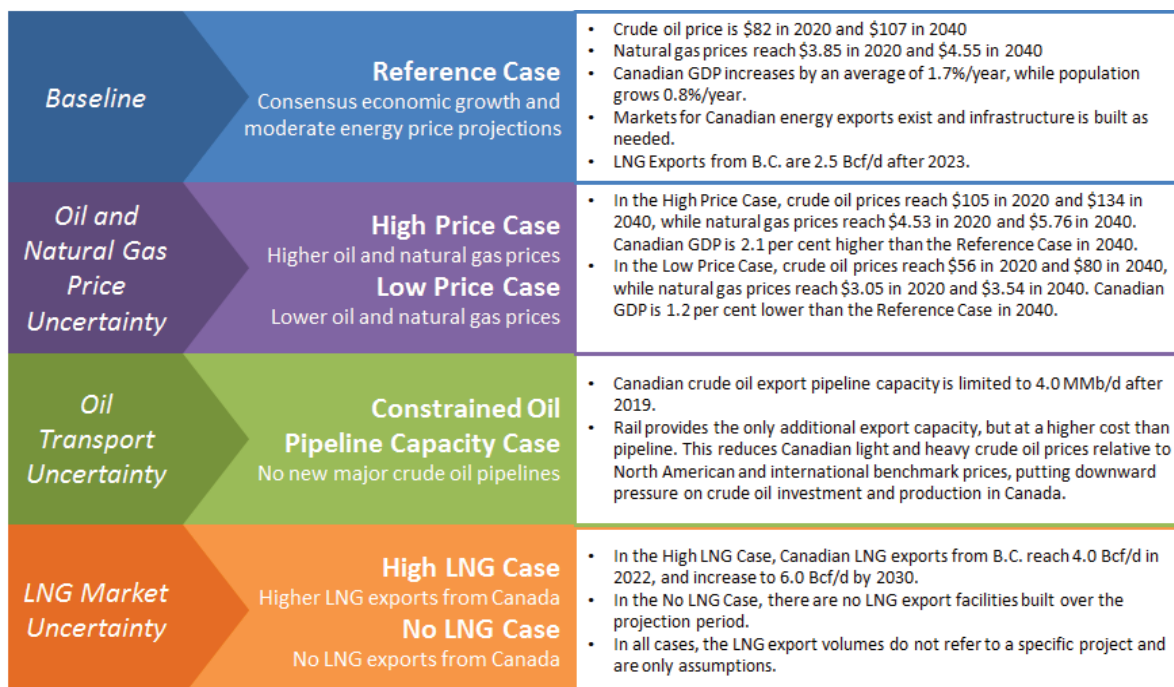 Baseline
Reference Case
Consensus economic growth and
moderate energy price projections
• Crude oil price is $82 in 2020 and $107 in 2040
• Natural gas prices reach $3.85 in 2020 and $4.55 in 2040
• Canadian GDP increases by an average of 1.7%/year, while population
grows 0.8%/year.
• Markets for Canadian energy exports exist and infrastructure is built as
needed.
• LNG Exports from B.C. are 2.5 Bcf/d after 2023.
Oil and
Natural Gas
Price
Uncertainty
High Price Case
Higher oil and natural gas prices
Low Price Case
Lower oil and natural gas prices
• In the High Price Case, crude oil prices reach $105 in 2020 and $134 in
2040, while natural gas prices reach $4.53 in 2020 and $5.76 in 2040.
Canadian GDP is 2.1 per cent higher than the Reference Case in 2040.
• In the Low Price Case, crude oil prices reach $56 in 2020 and $80 in 2040,
while natural gas prices reach $3.05 in 2020 and $3.54 in 2040. Canadian
GDP is 1.2 per cent lower than the Reference Case in 2040.
Oil
Transport
Uncertainty
Constrained Oil
Pipeline Capacity Case
No new major crude oil pipelines
• Canadian crude oil export pipeline capacity is limited to 4.0 MMb/d after
2019.
• Rail provides the only additional export capacity, but at a higher cost than
pipeline. This reduces Canadian light and heavy crude oil prices relative to
North American and international benchmark prices, putting downward
pressure on crude oil investment and production in Canada.
LNG Market
Uncertainty
High LNG Case
Higher LNG exports from Canada
No LNG Case
No LNG exports from Canada
• In the High LNG Case, Canadian LNG exports from B.C. reach 4.0 Bcf/d in
2022, and increase to 6.0 Bcf/d by 2030.
• In the No LNG Case, there are no LNG export facilities built over the
projection period.
• In all cases, the LNG export volumes do not refer to a specific project and
are only assumptions.